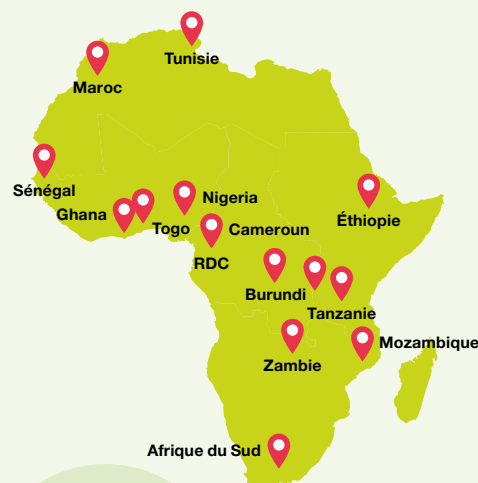 Tunisie
Maroc
Sénégal
Nigeria
Ghana
Togo
Cameroun
Éthiopie
RDC
Burundi
Tanzanie
Mozambique
Zambie
Afrique du Sud